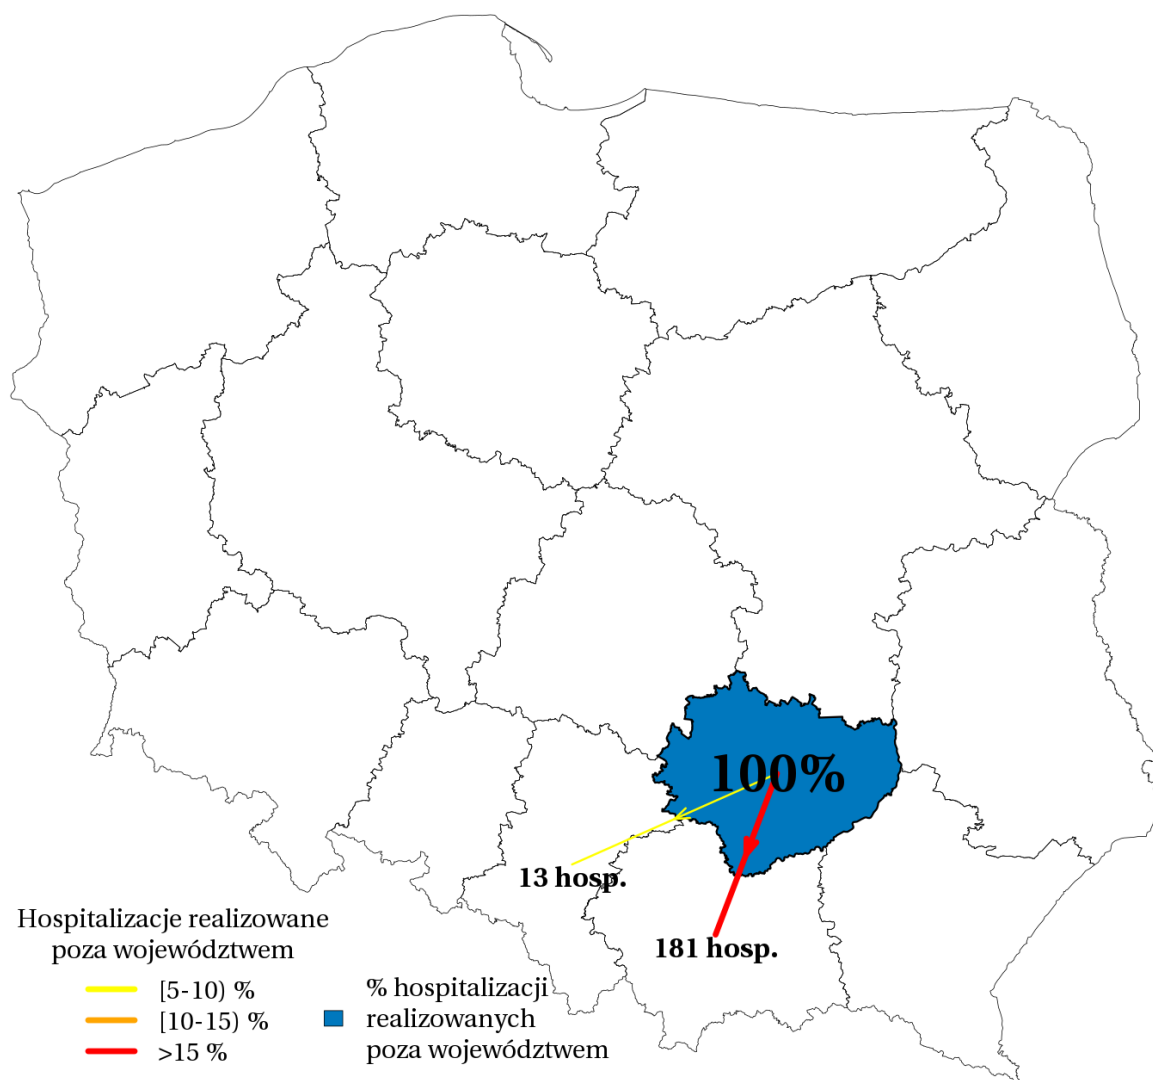 100%
13 hosp.
181 hosp.
Hospitalizacje realizowane
poza województwem
[5-10) %
[10-15) %
>15 %
% hospitalizacji
realizowanych
poza województwem